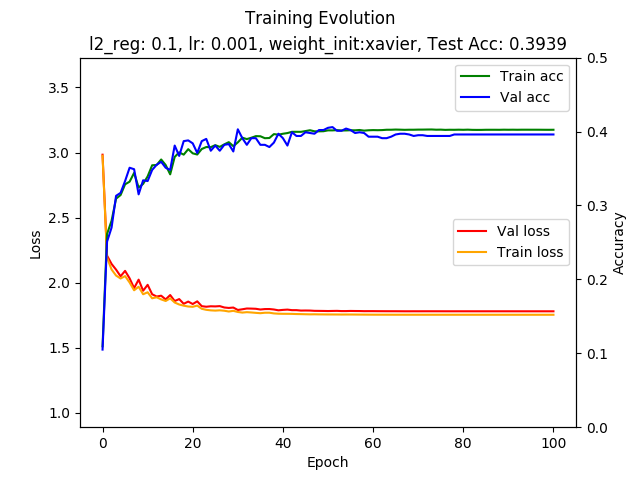 Training Evolution
l2_reg: 0.1, lr: 0.001, weight_init:xavier, Test Acc: 0.3939
Train acc
Val acc
Val loss
Train loss
Loss
3.5
3.0
2.5
2.0
1.5
1.0
Accuracy
0.5
0.4
0.3
0.2
0.1
0.0
0 20 40 60 80 100
Epoch